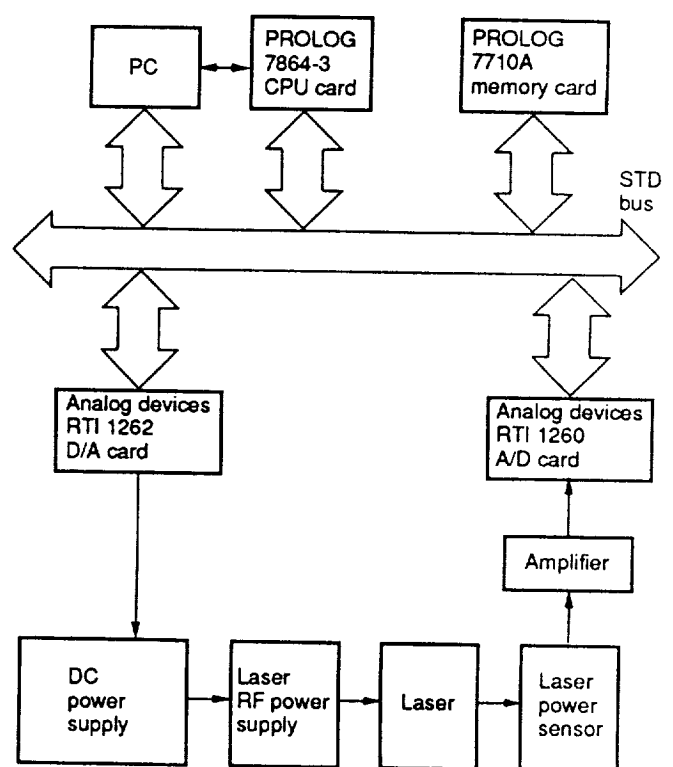 PC
PROLOG
7864-3
CPU card
PROLOG
7710A
memory card
STD
bus
Analog devices
RTI 1262
D/A card
Analog devices
RTI 1260
A/D card
Amplifier
DC
power
supply
Laser
RF power
supply
Laser
Laser
power
sensor